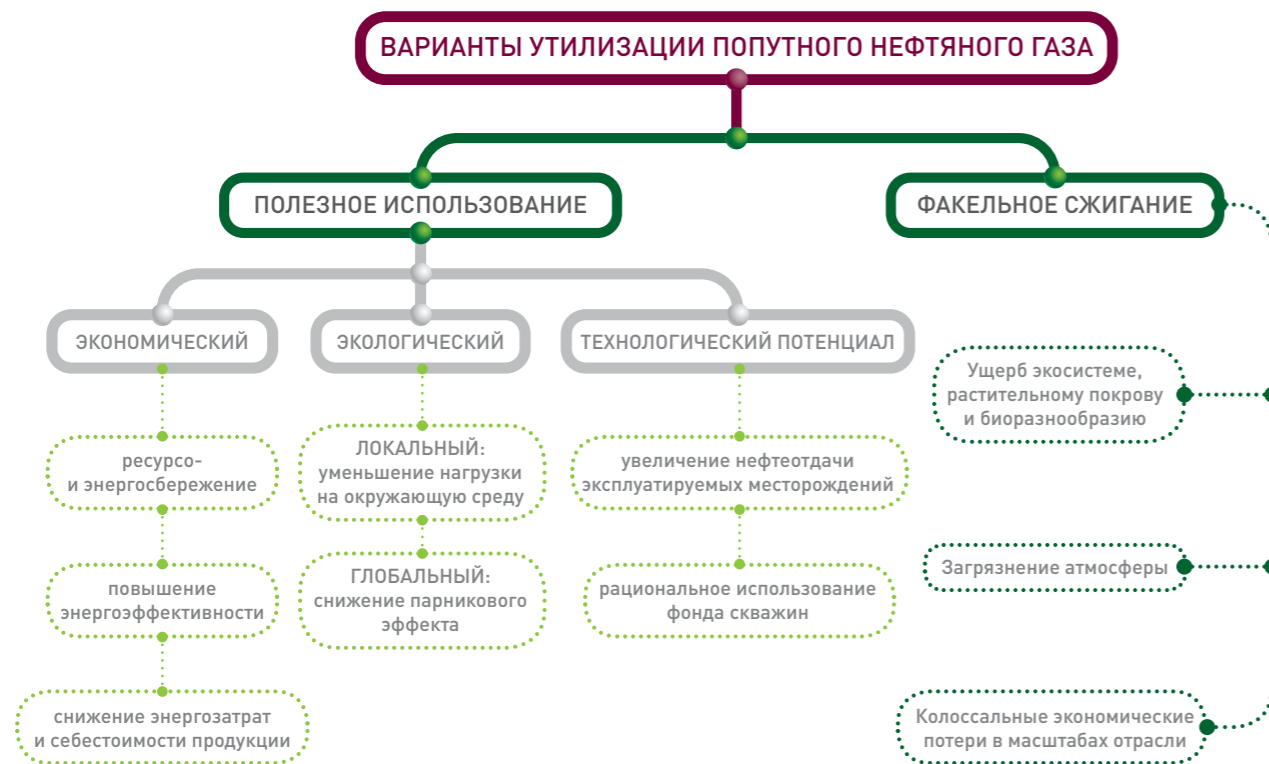 ВАРИАНТЫ УТИЛИЗАЦИИ ПОПУТНОГО НЕФТЯНОГО ГАЗА
ПОЛЕЗНОЕ ИСПОЛЬЗОВАНИЕ
ФАКЕЛЬНОЕ СЖИГАНИЕ
ЭКОНОМИЧЕСКИЙ
ЭКОЛОГИЧЕСКИЙ
ТЕХНОЛОГИЧЕСКИЙ ПОТЕНЦИАЛ
ресурсо-
и энергосбережение
повышение
энергоэффективности
снижение энергозатрат
и себестоимости продукции
ЛОКАЛЬНЫЙ:
уменьшение нагрузки
на окружающую среду
ГЛОБАЛЬНЫЙ:
снижение парникового
эффекта
увеличение нефтеотдачи
эксплуатируемых месторождений
рациональное использование
фонда скважин
Ущерб экосистеме,
растительному покрову
и биоразнообразию
Загрязнение атмосферы
Колоссальные экономические
потери в масштабах отрасли